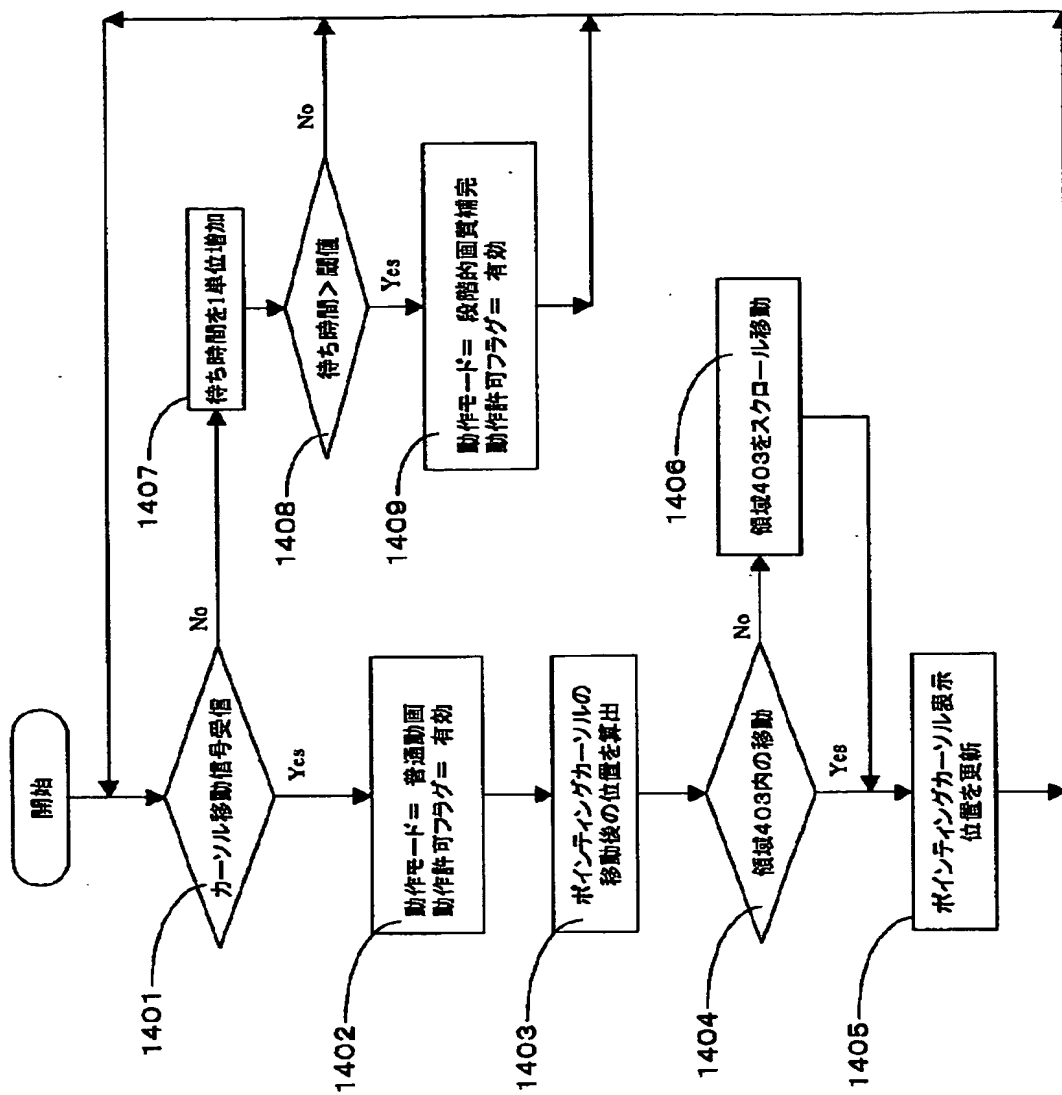 開始
1401
カーソル移動信号受信
No
Yes
1402
動作モード＝ 普通動画
動作許可フラグ＝ 有効
1403
ポインティングカーソルの
移動後の位置を算出
1404
領域403内の移動
No
Yes
1405
ポインティングカーソル表示
位置を更新
1406
領域403をスクロール移動
1407
待ち時間を1単位増加
1408
待ち時間＞閾値
No
Yes
1409
動作モード＝ 段階的画質補完
動作許可フラグ＝ 有効